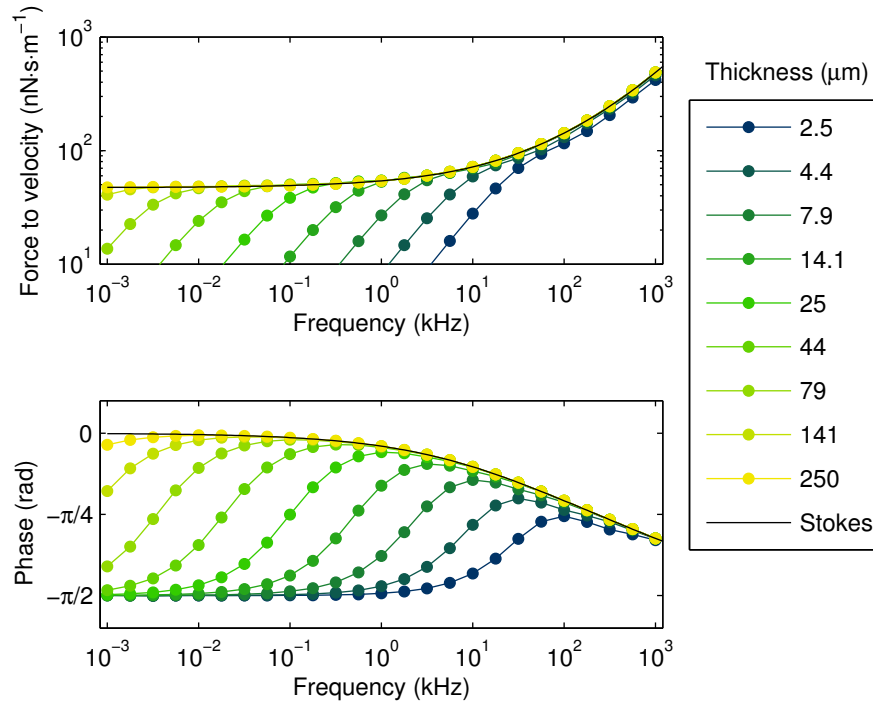 Force to velocity (nN·s·m⁻¹)
10³
10²
10¹
10⁻³ 10⁻² 10⁻¹ 10⁰ 10¹ 10² 10³
Frequency (kHz)
Phase (rad)
0
−π/4
−π/2
10⁻³ 10⁻² 10⁻¹ 10⁰ 10¹ 10² 10³
Frequency (kHz)
Thickness (μm)
2.5
4.4
7.9
14.1
25
44
79
141
250
Stokes